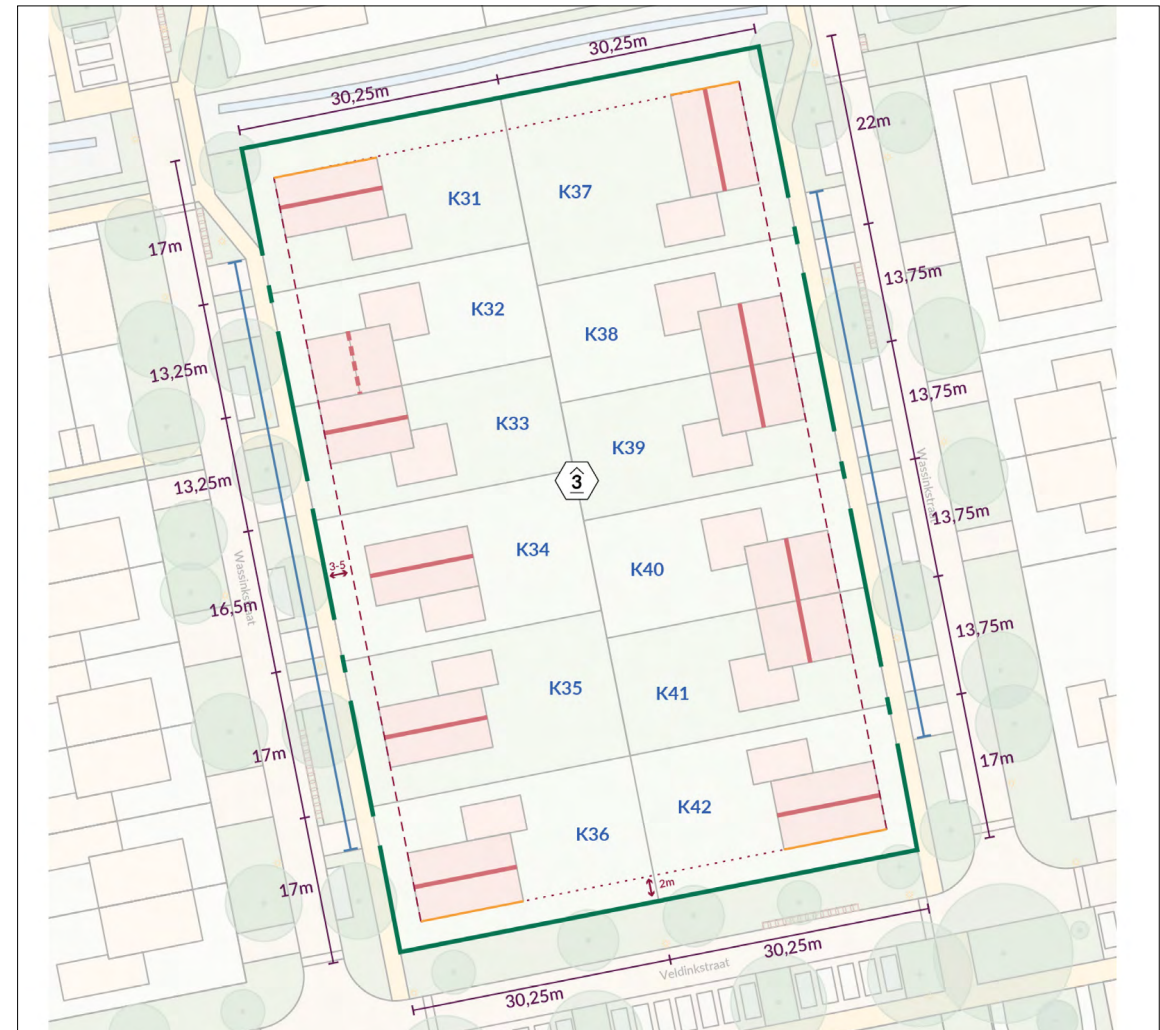 30,25m
30,25m
22m
K31
K37
17m
13,75m
K32
K38
13,25m
13,75m
K33
K39
3
13,25m
Wassinkstraat
13,75m
K34
3-5
K40
Wassinkstraat
16,5m
13,75m
K35
K41
17m
17m
K42
K36
2m
17m
30,25m
Veldinkstraat
30,25m